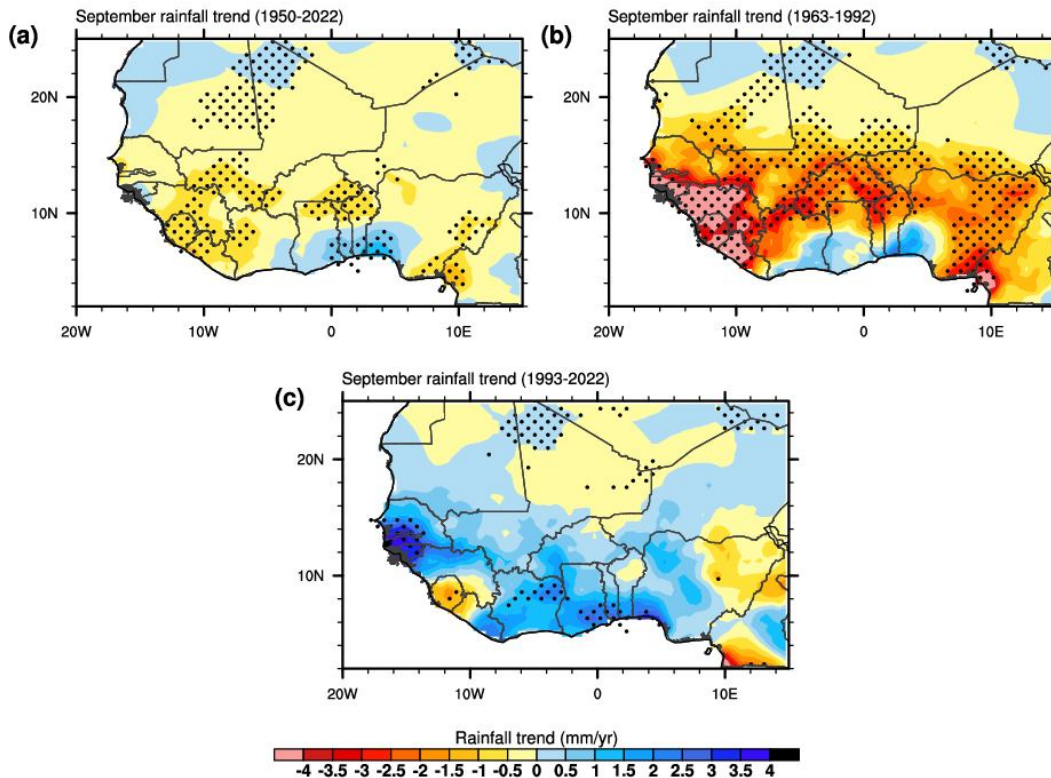 September rainfall trend (1950-2022)
(a)
20N
10N
20W 10W 0 10E
September rainfall trend (1963-1992)
(b)
20N
10N
20W 10W 0 10E
September rainfall trend (1993-2022)
(c)
20N
10N
20W 10W 0 10E
Rainfall trend (mm/yr)
-4 -3.5 -3 -2.5 -2 -1.5 -1 -0.5 0 0.5 1 1.5 2 2.5 3 3.5 4